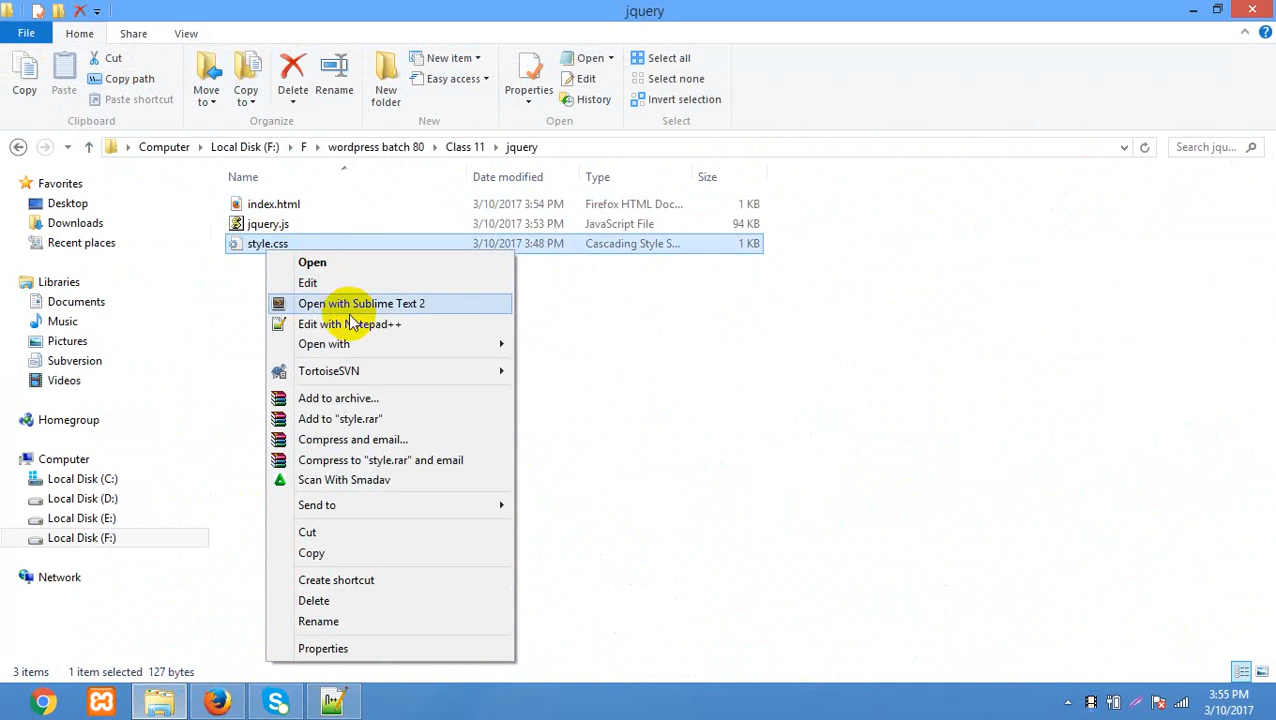 jquery
File Home Share View
Copy
Paste
Cut
Copy path
Paste shortcut
Clipboard
Move to
Copy to
Delete
Rename
Organize
New folder
New item
Easy access
New
Properties
Open
Edit
History
Open
Select all
Select none
Invert selection
Select
Computer Local Disk (F:) F wordpress batch 80 Class 11 jquery
Search jqu...
Name Date modified Type Size
index.html 3/10/2017 3:54 PM Firefox HTML Doc... 1 KB
jquery.js 3/10/2017 3:53 PM JavaScript File 94 KB
style.css 3/10/2017 3:48 PM Cascading Style S... 1 KB
Favorites
Desktop
Downloads
Recent places
Libraries
Documents
Music
Pictures
Subversion
Videos
Homegroup
Computer
Local Disk (C:)
Local Disk (D:)
Local Disk (E:)
Local Disk (F:)
Network
Open
Edit
Open with Sublime Text 2
Edit with Notepad++
Open with
TortoiseSVN
Add to archive...
Add to "style.rar"
Compress and email...
Compress to "style.rar" and email
Scan With Smadav
Send to
Cut
Copy
Create shortcut
Delete
Rename
Properties
3 items 1 item selected 127 bytes
3:55 PM
3/10/2017